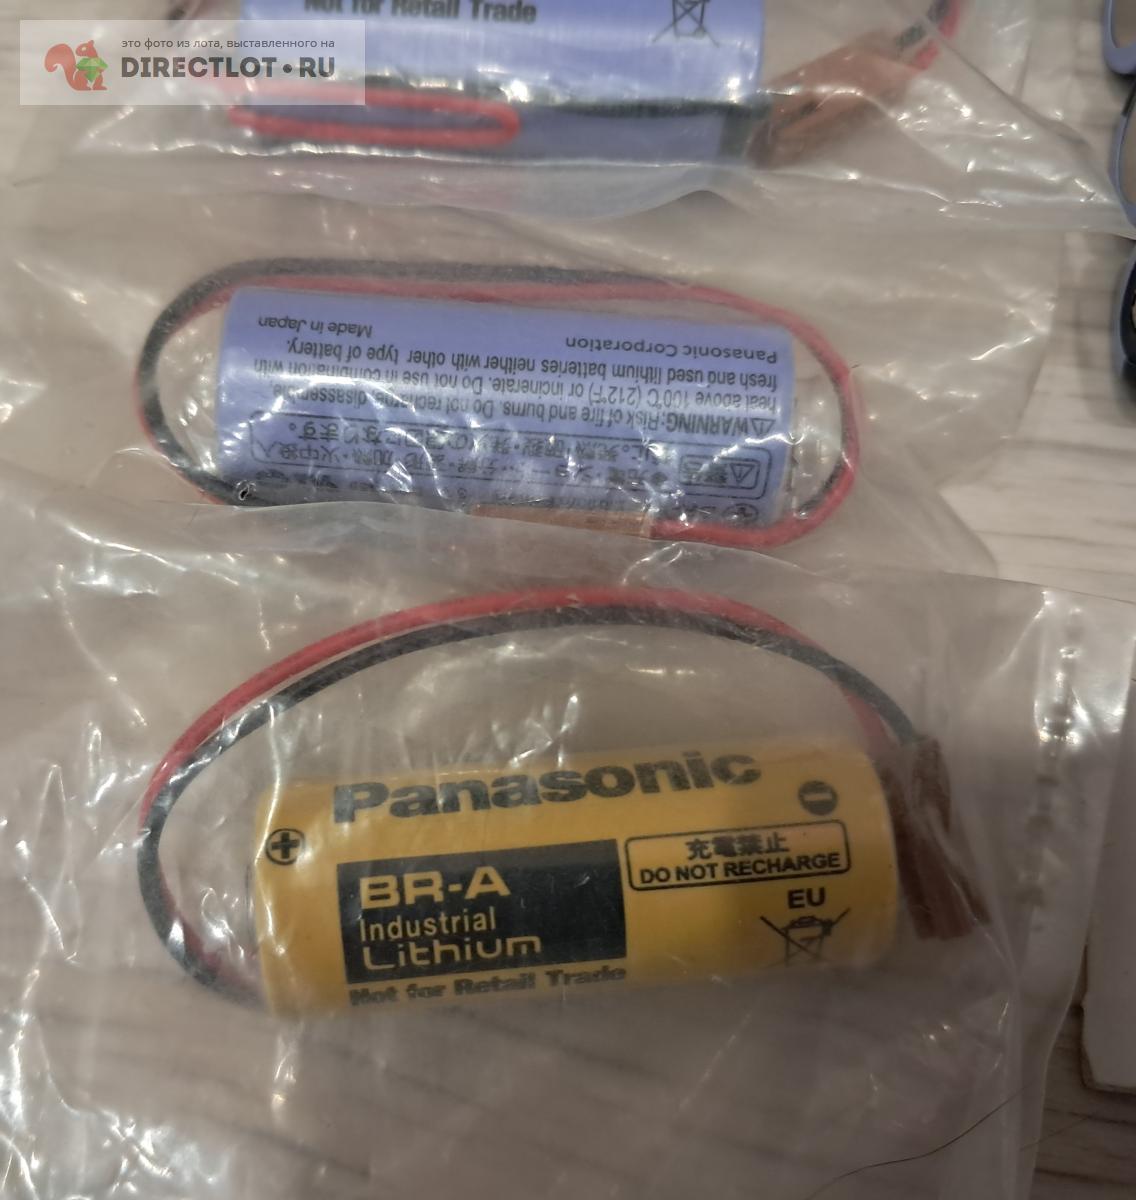 Not for Retail Trade
это фото из лота, выставленного на
DIRECTLOT.RU
⚠WARNING:Risk of fire and burns. Do not recharge, disassemble,
heat above 100℃ (212℉) or incinerate. Do not use in combination with
fresh and used lithium batteries neither with other type of battery.
Panasonic Corporation Made in Japan
Panasonic
+ −
充電禁止
DO NOT RECHARGE
BR-A
Industrial
Lithium
EU
Not for Retail Trade